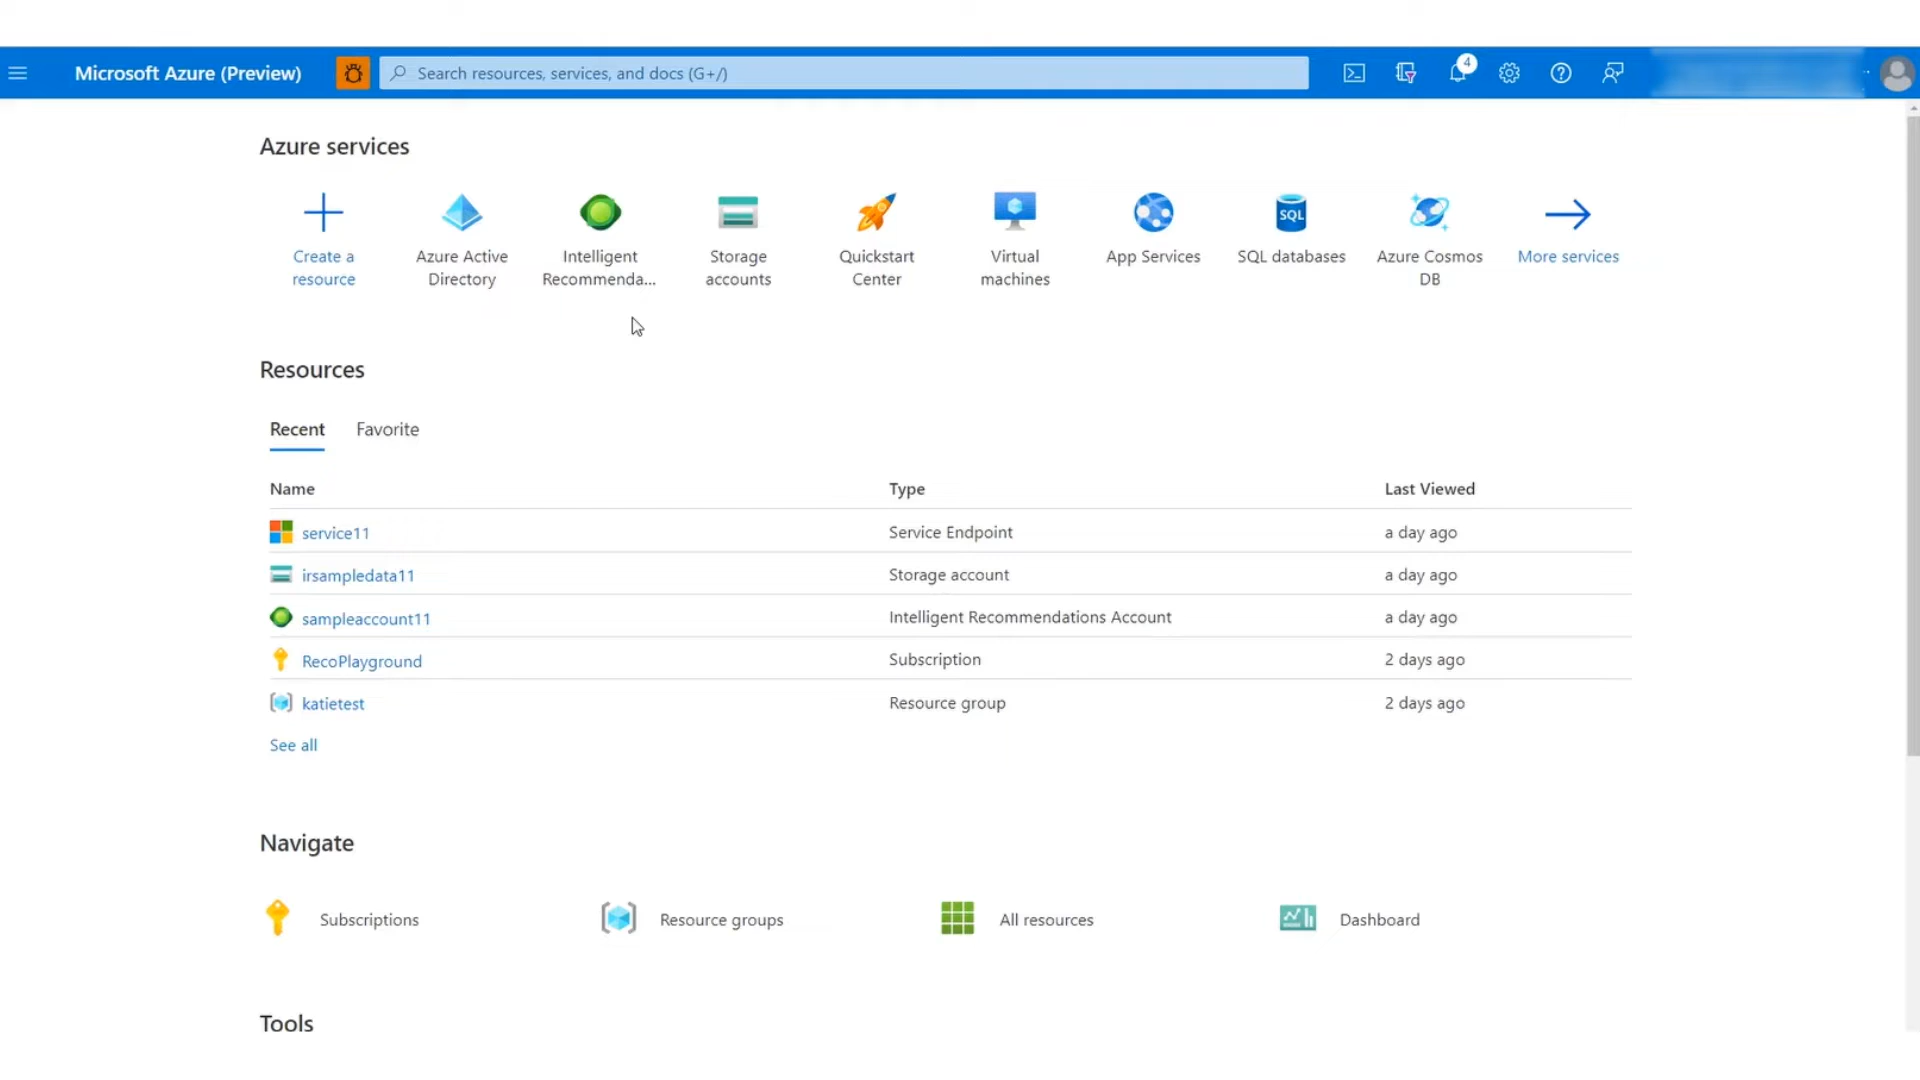 Microsoft Azure (Preview)
Search resources, services, and docs (G+/)
4
Azure services
Create a
resource
Azure Active
Directory
Intelligent
Recommenda...
Storage
accounts
Quickstart
Center
Virtual
machines
App Services
SQL
SQL databases
Azure Cosmos
DB
More services
Resources
Recent
Favorite
Name Type Last Viewed
service11 Service Endpoint a day ago
irsampledata11 Storage account a day ago
sampleaccount11 Intelligent Recommendations Account a day ago
RecoPlayground Subscription 2 days ago
katietest Resource group 2 days ago
See all
Navigate
Subscriptions
Resource groups
All resources
Dashboard
Tools